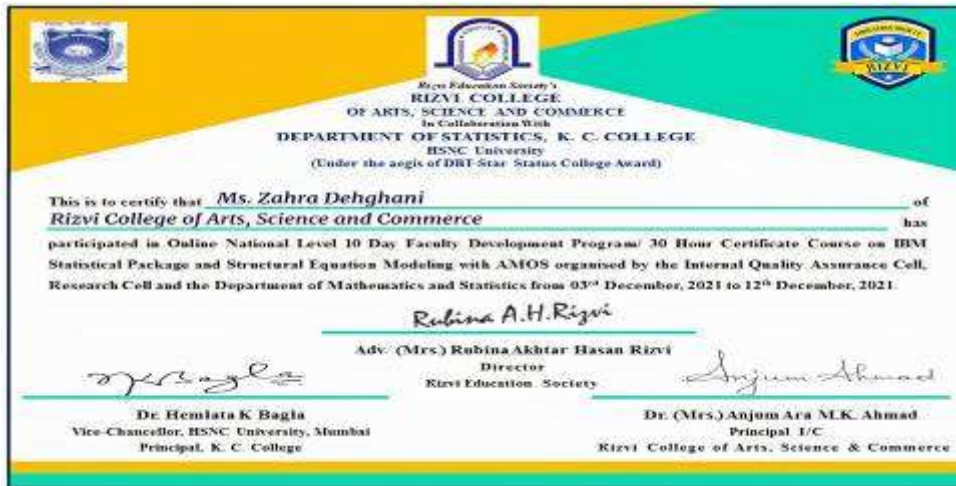 RIZVI
Rizvi Education Society's
RIZVI COLLEGE
OF ARTS, SCIENCE AND COMMERCE
In Collaboration With
DEPARTMENT OF STATISTICS, K. C. COLLEGE
HSNC University
(Under the aegis of DBT-Star Status College Award)
This is to certify that Ms. Zahra Dehghani of
Rizvi College of Arts, Science and Commerce has
participated in Online National Level 10 Day Faculty Development Program/ 30 Hour Certificate Course on IBM
Statistical Package and Structural Equation Modeling with AMOS organised by the Internal Quality Assurance Cell,
Research Cell and the Department of Mathematics and Statistics from 03rd December, 2021 to 12th December, 2021.
Rubina A.H.Rizvi
Adv. (Mrs.) Rubina Akhtar Hasan Rizvi
Director
Rizvi Education Society
Anjum Ahmad
Dr. Hemlata K Bagla
Vice-Chancellor, HSNC University, Mumbai
Principal, K. C. College
Dr. (Mrs.) Anjum Ara M.K. Ahmad
Principal I/C
Rizvi College of Arts, Science & Commerce